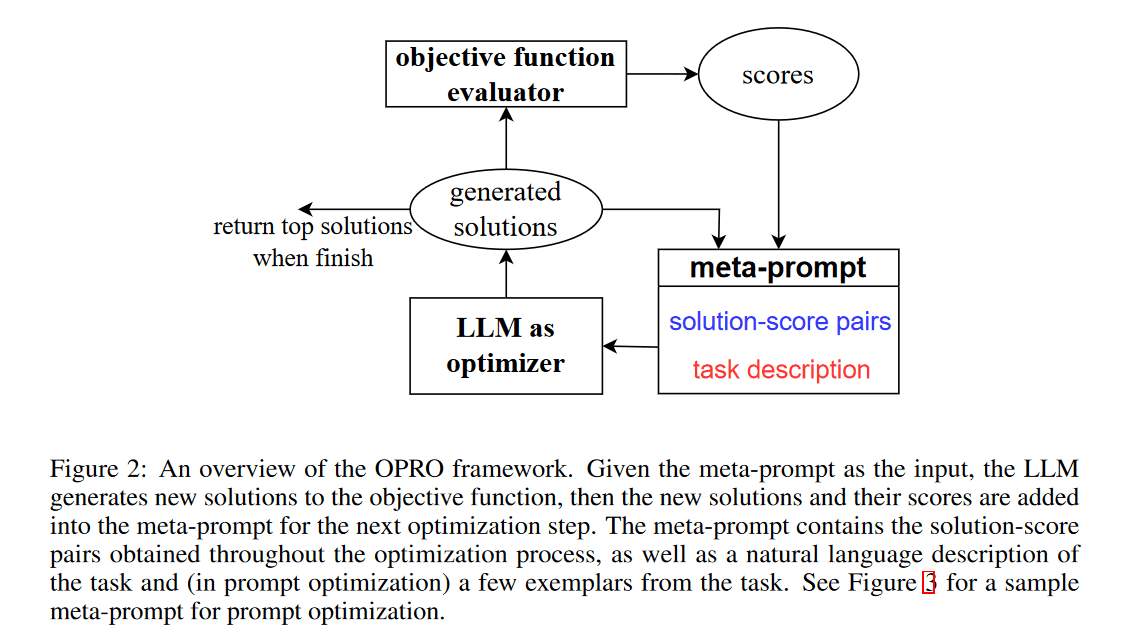 objective function
evaluator
scores
generated
solutions
return top solutions
when finish
meta-prompt
solution-score pairs
task description
LLM as
optimizer
Figure 2: An overview of the OPRO framework. Given the meta-prompt as the input, the LLM
generates new solutions to the objective function, then the new solutions and their scores are added
into the meta-prompt for the next optimization step. The meta-prompt contains the solution-score
pairs obtained throughout the optimization process, as well as a natural language description of
the task and (in prompt optimization) a few exemplars from the task. See Figure 3 for a sample
meta-prompt for prompt optimization.